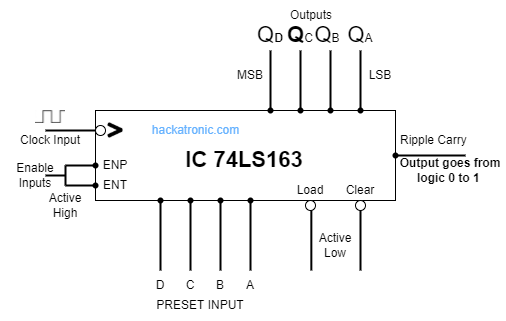 Outputs
QD QC QB QA
MSB
LSB
hackatronic.com
Clock Input
IC 74LS163
Ripple Carry
Output goes from
logic 0 to 1
Enable
Inputs
ENP
ENT
Active
High
Load
Clear
Active
Low
D C B A
PRESET INPUT